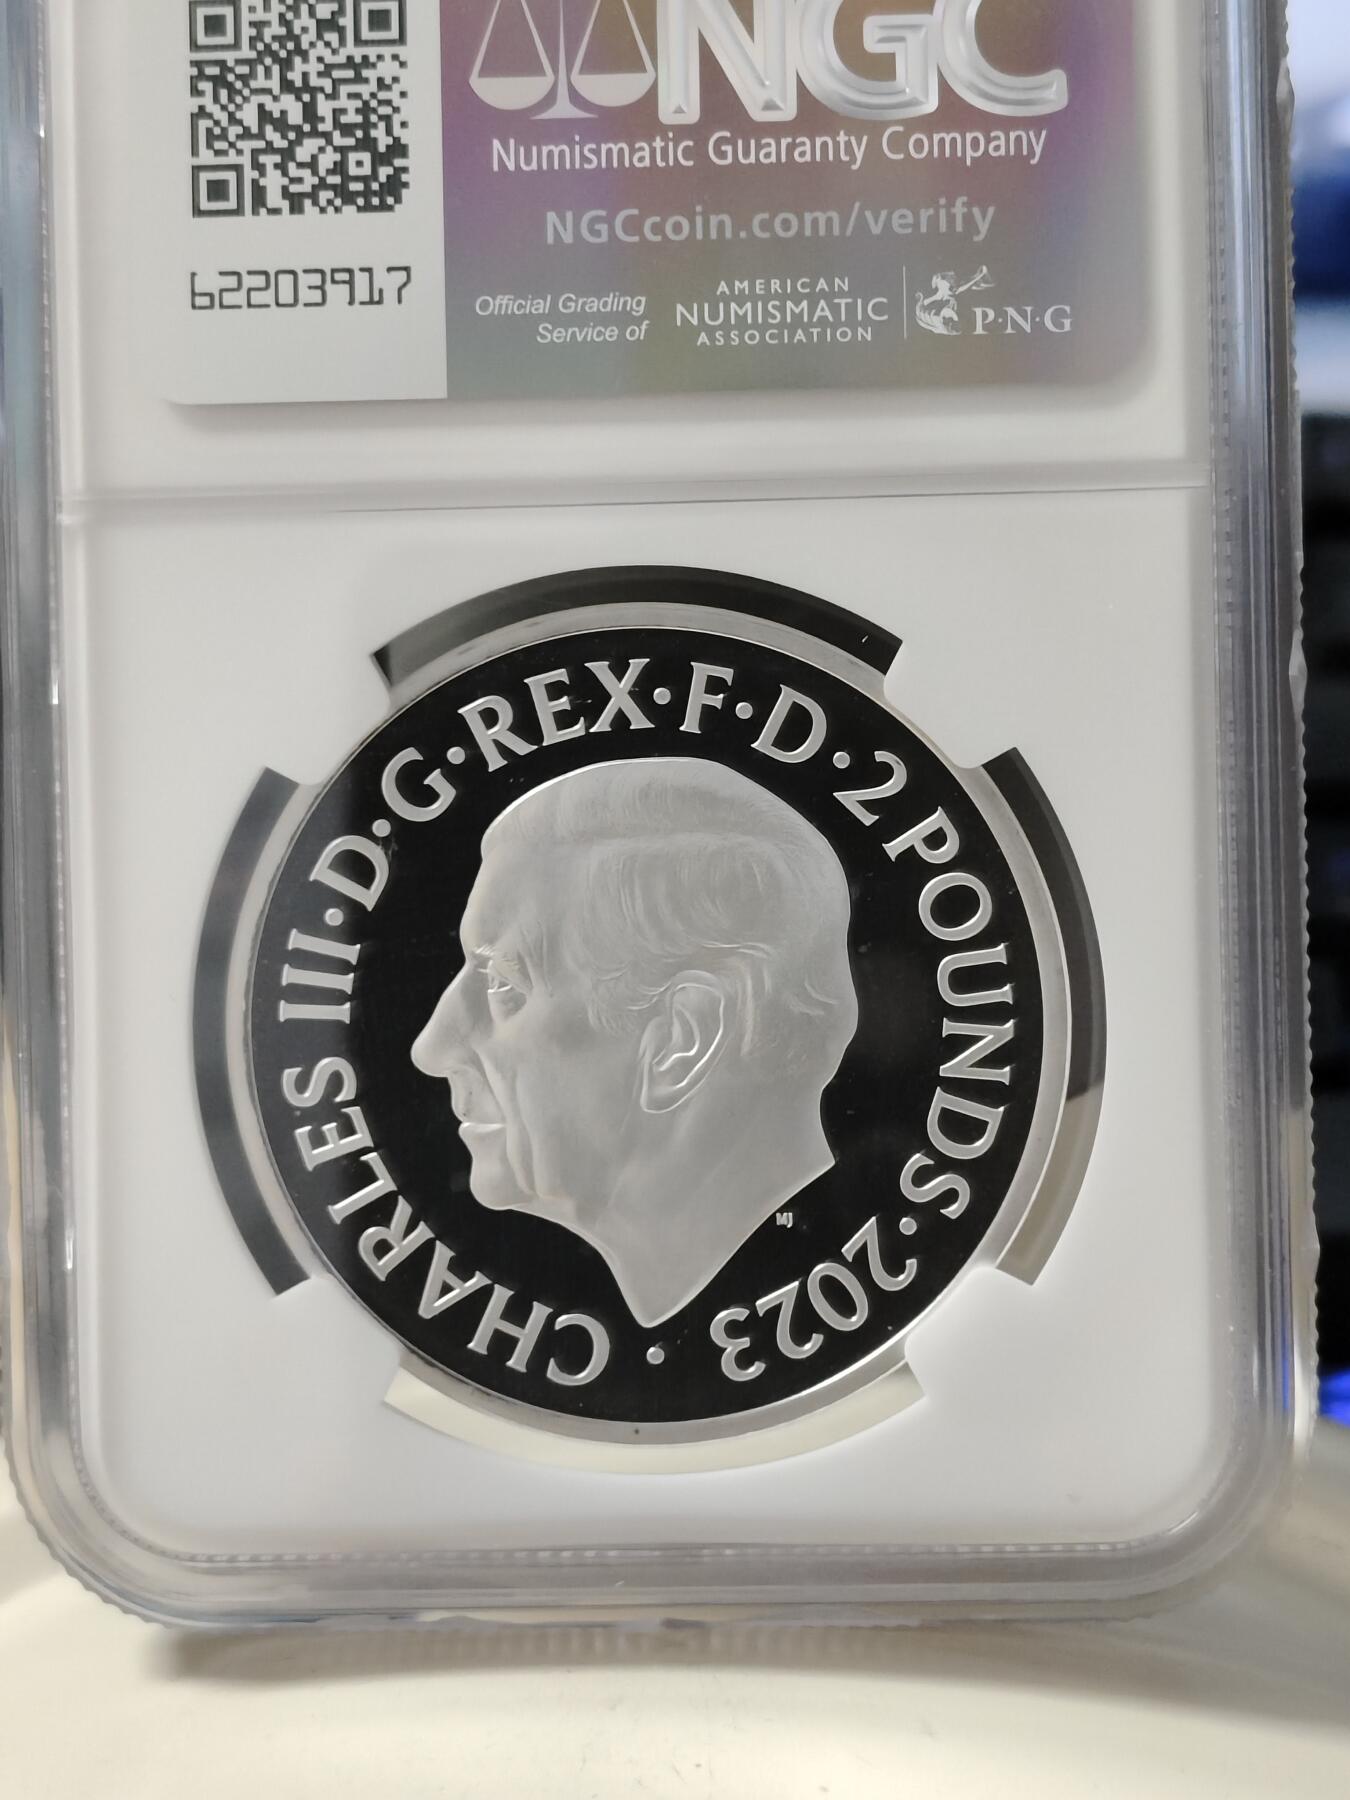 NGC
Numismatic Guaranty Company
NGCcoin.com/verify
62203917
Official Grading
Service of
AMERICAN
NUMISMATIC
ASSOCIATION
P·N·G
CHARLES III·D·G·REX·F·D·2 POUNDS·2023·
MJ